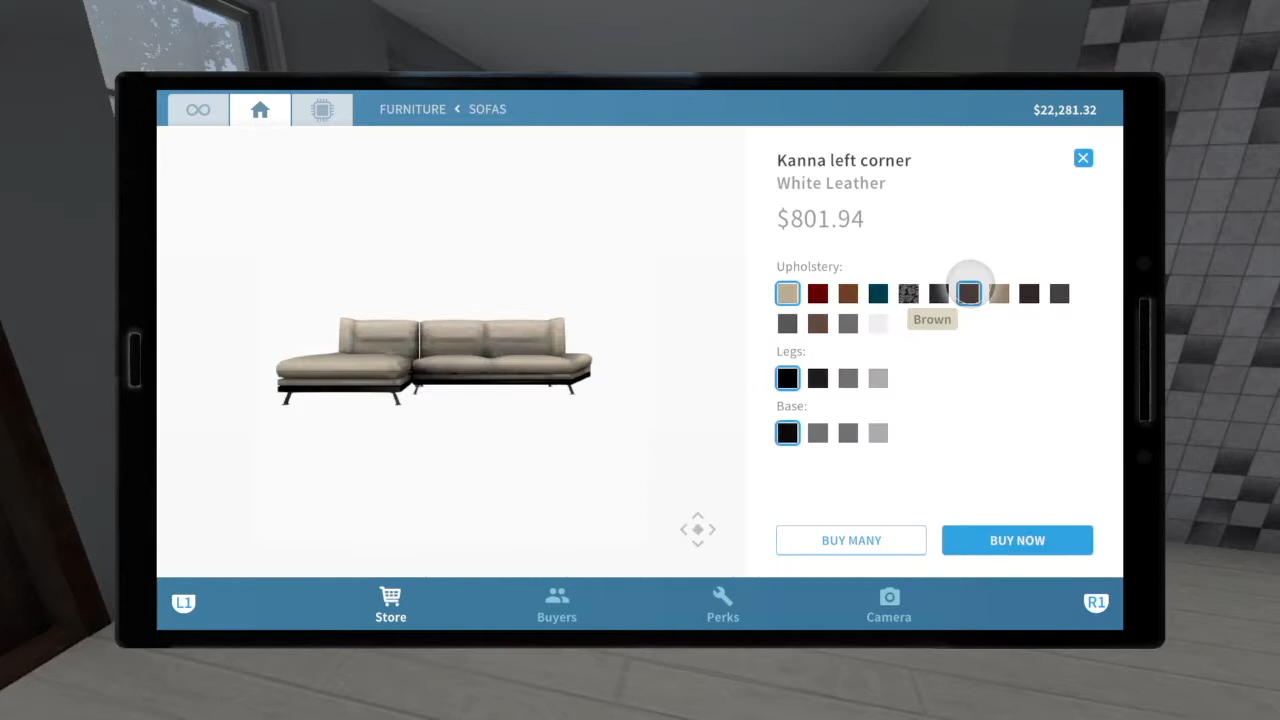 FURNITURE < SOFAS
$22,281.32
Kanna left corner
White Leather
$801.94
Upholstery:
Brown
Legs:
Base:
BUY MANY
BUY NOW
L1
Store
Buyers
Perks
Camera
R1